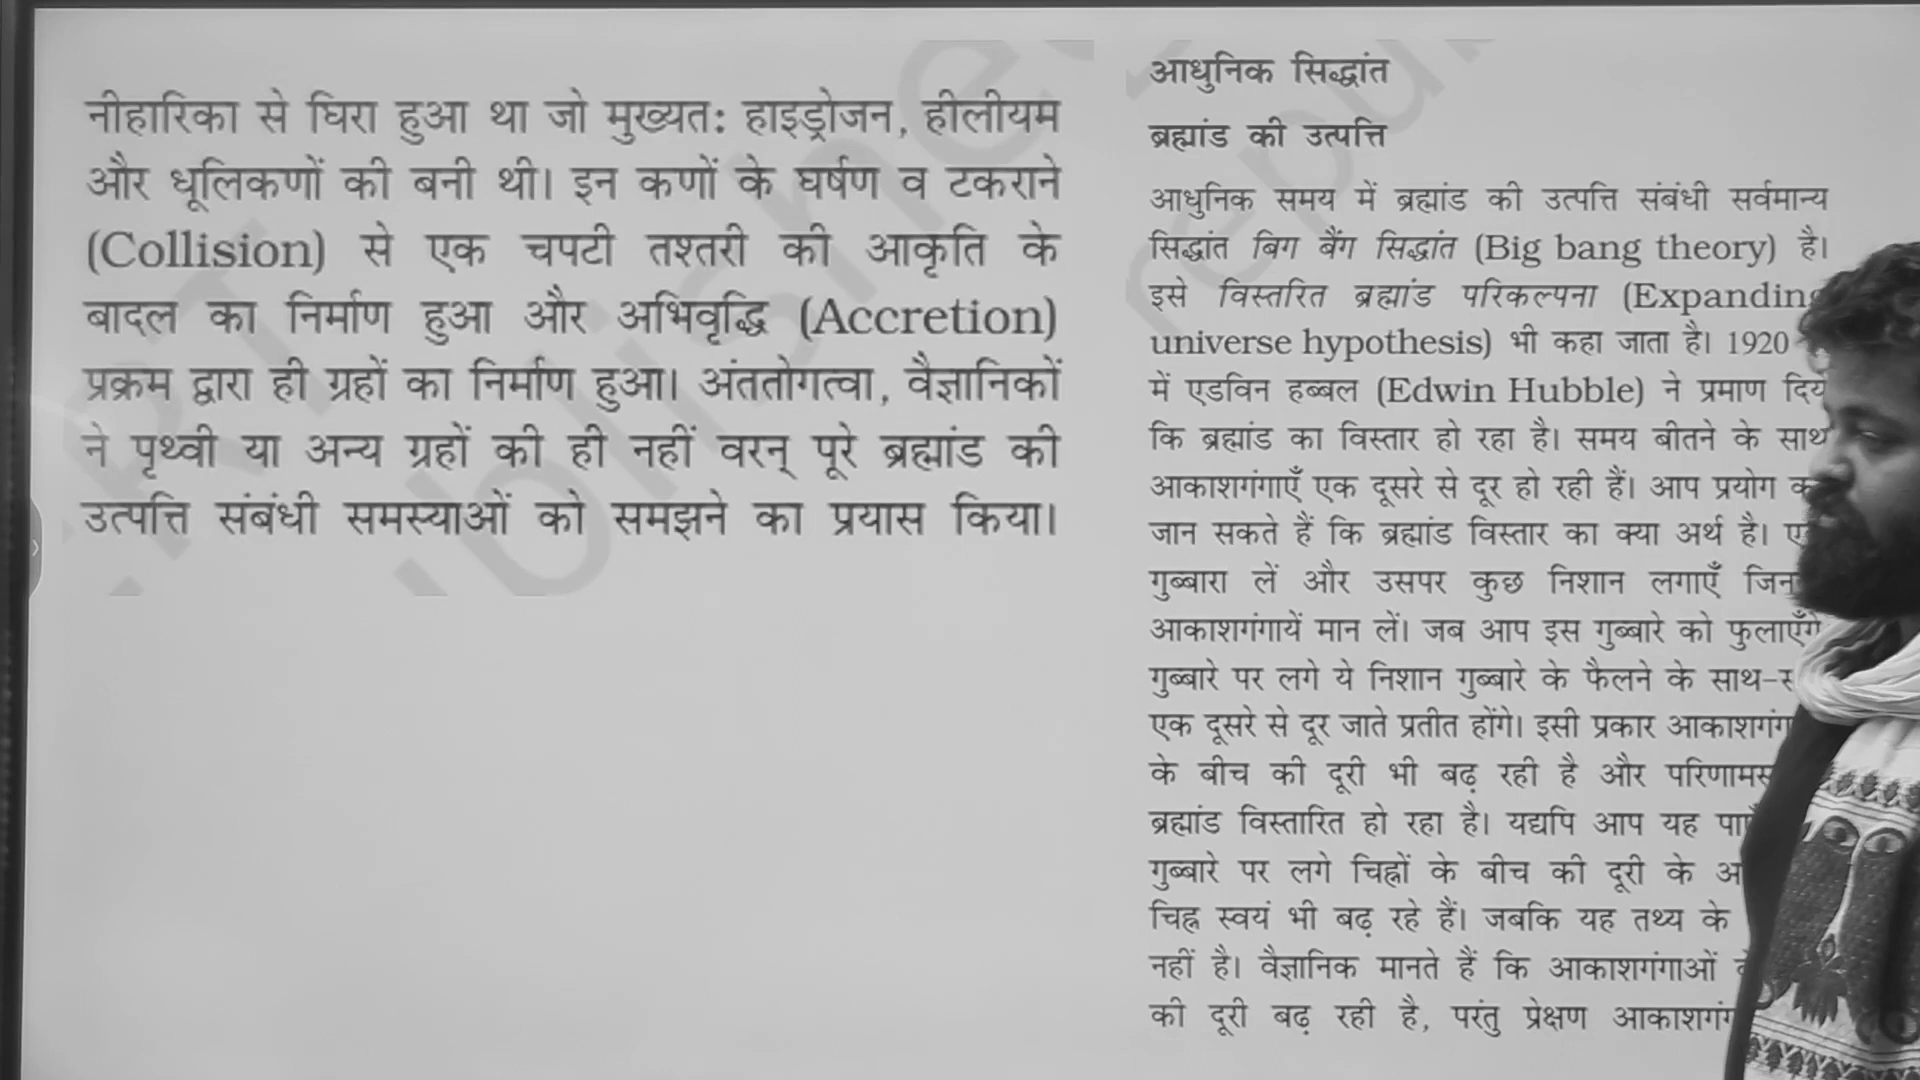 नीहारिका से घिरा हुआ था जो मुख्यतः हाइड्रोजन, हीलीयम
और धूलिकणों की बनी थी। इन कणों के घर्षण व टकराने
(Collision) से एक चपटी तश्तरी की आकृति के
बादल का निर्माण हुआ और अभिवृद्धि (Accretion)
प्रक्रम द्वारा ही ग्रहों का निर्माण हुआ। अंततोगत्वा, वैज्ञानिकों
ने पृथ्वी या अन्य ग्रहों की ही नहीं वरन् पूरे ब्रह्मांड की
उत्पत्ति संबंधी समस्याओं को समझने का प्रयास किया।
आधुनिक सिद्धांत
ब्रह्मांड की उत्पत्ति
आधुनिक समय में ब्रह्मांड की उत्पत्ति संबंधी सर्वमान्य
सिद्धांत बिग बैंग सिद्धांत (Big bang theory) है।
इसे विस्तरित ब्रह्मांड परिकल्पना (Expanding
universe hypothesis) भी कहा जाता है। 1920
में एडविन हब्बल (Edwin Hubble) ने प्रमाण दिये
कि ब्रह्मांड का विस्तार हो रहा है। समय बीतने के साथ
आकाशगंगाएँ एक दूसरे से दूर हो रही हैं। आप प्रयोग
जान सकते हैं कि ब्रह्मांड विस्तार का क्या अर्थ है।
गुब्बारा लें और उसपर कुछ निशान लगाएँ
आकाशगंगायें मान लें। जब आप इस गुब्बारे को फुलाएँगे
गुब्बारे पर लगे ये निशान गुब्बारे के फैलने के
एक दूसरे से दूर जाते प्रतीत होंगे। इसी प्रकार
के बीच की दूरी भी बढ़ रही है और
ब्रह्मांड विस्तारित हो रहा है। यद्यपि आप यह
गुब्बारे पर लगे चिह्नों के बीच की दूरी के
चिह्न स्वयं भी बढ़ रहे हैं। जबकि यह तथ्य के
नहीं है। वैज्ञानिक मानते हैं कि आकाशगंगाओं
की दूरी बढ़ रही है, परंतु प्रेक्षण